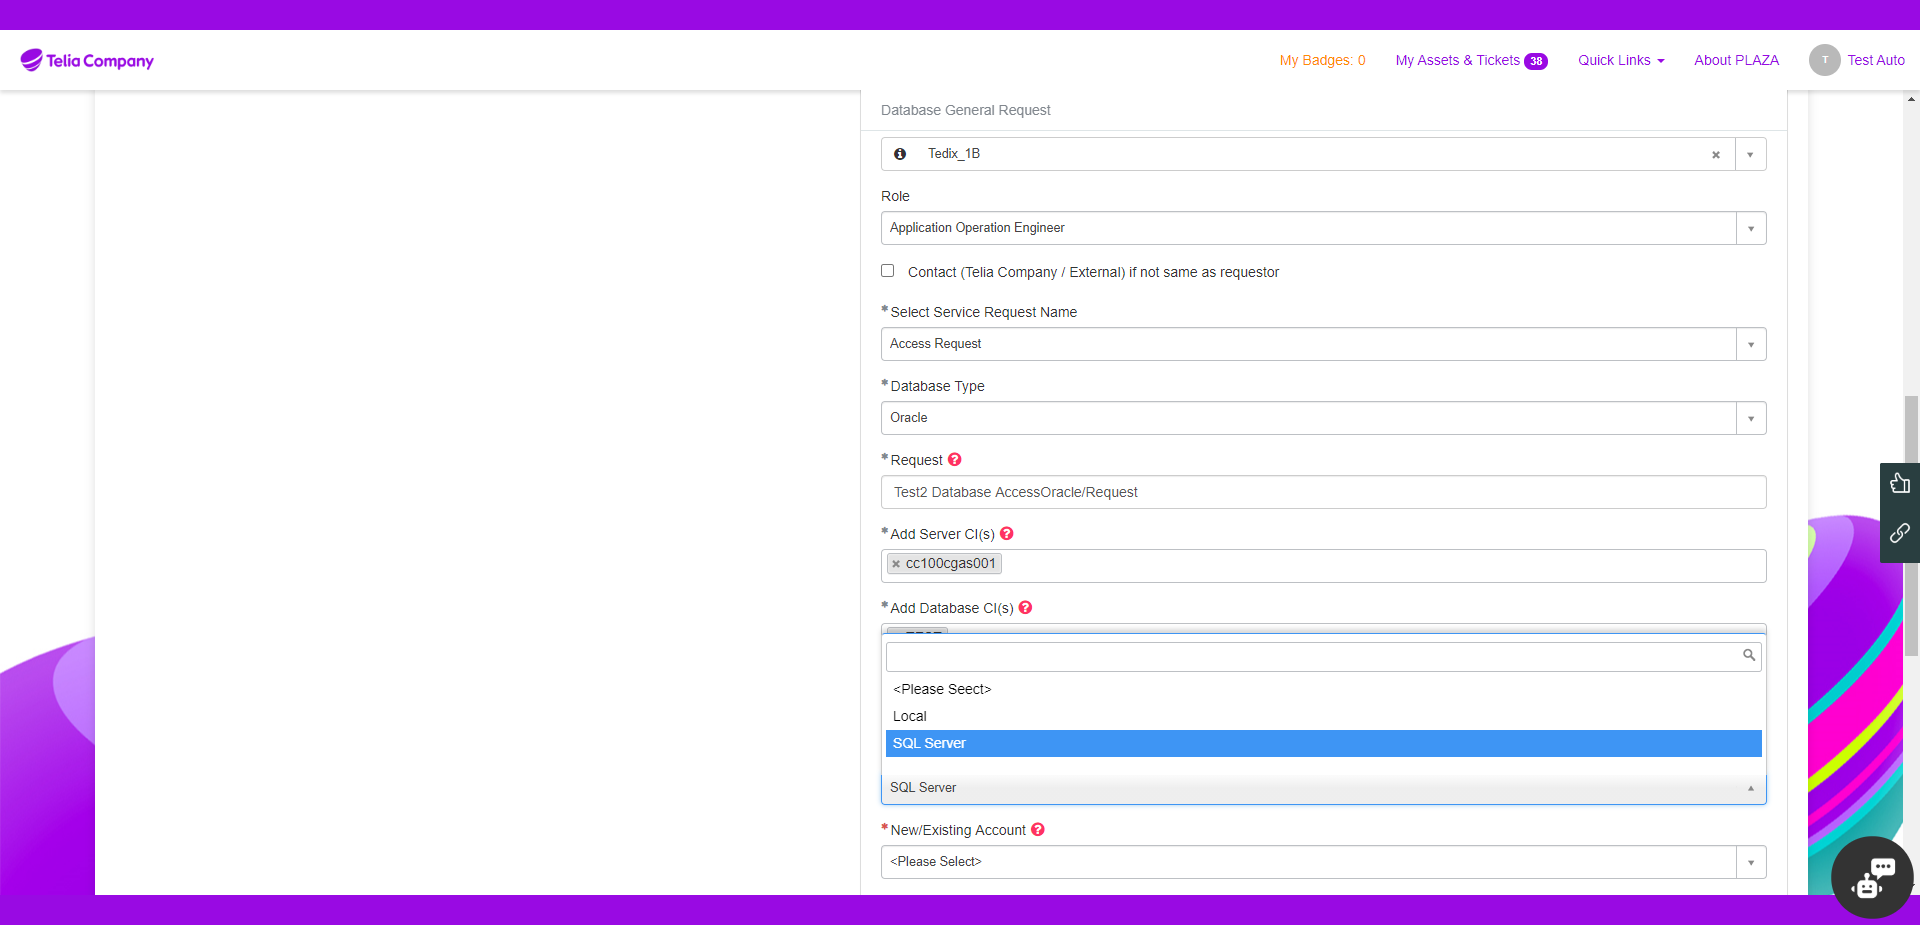 Telia Company
My Badges: 0
My Assets & Tickets 38
Quick Links
About PLAZA
T
Test Auto
Database General Request
Tedix_1B
Role
Application Operation Engineer
Contact (Telia Company / External) if not same as requestor
*Select Service Request Name
Access Request
*Database Type
Oracle
*Request ?
Test2 Database AccessOracle/Request
*Add Server CI(s) ?
× cc100cgas001
*Add Database CI(s) ?
<Please Seect>
Local
SQL Server
SQL Server
*New/Existing Account ?
<Please Select>